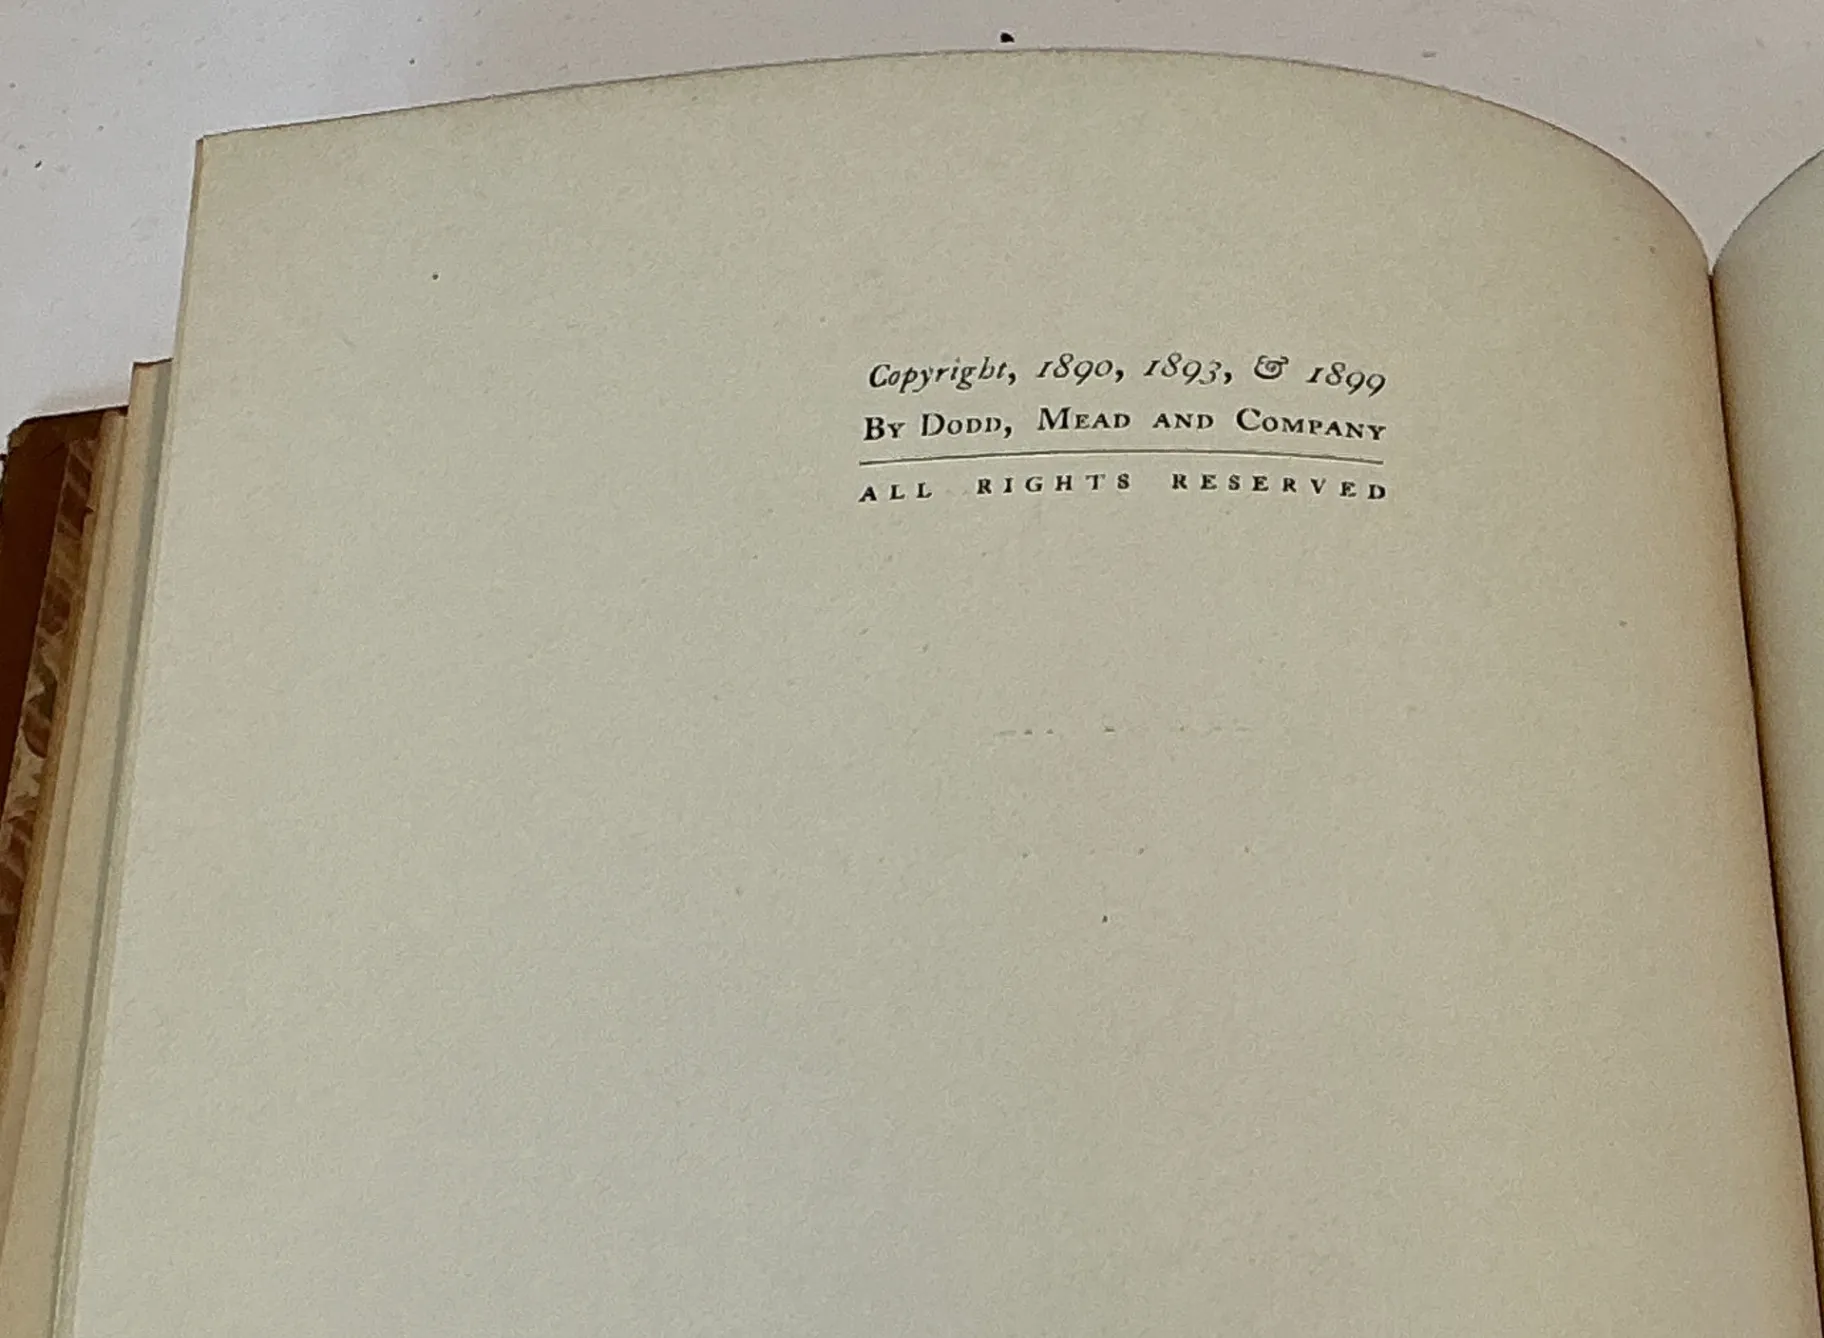 Copyright, 1890, 1893, & 1899
By Dodd, Mead and Company
ALL RIGHTS RESERVED